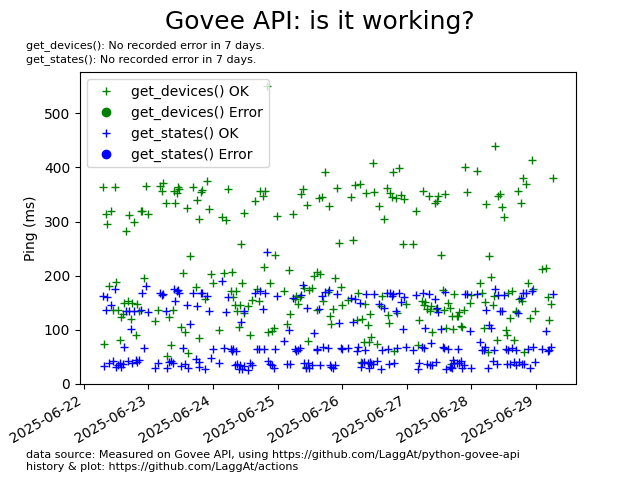 Govee API: is it working?
get_devices(): No recorded error in 7 days.
get_states(): No recorded error in 7 days.
get_devices() OK
get_devices() Error
get_states() OK
get_states() Error
Ping (ms)
500
400
300
200
100
0
2025-06-22
2025-06-23
2025-06-24
2025-06-25
2025-06-26
2025-06-27
2025-06-28
2025-06-29
data source: Measured on Govee API, using https://github.com/LaggAt/python-govee-api
history & plot: https://github.com/LaggAt/actions